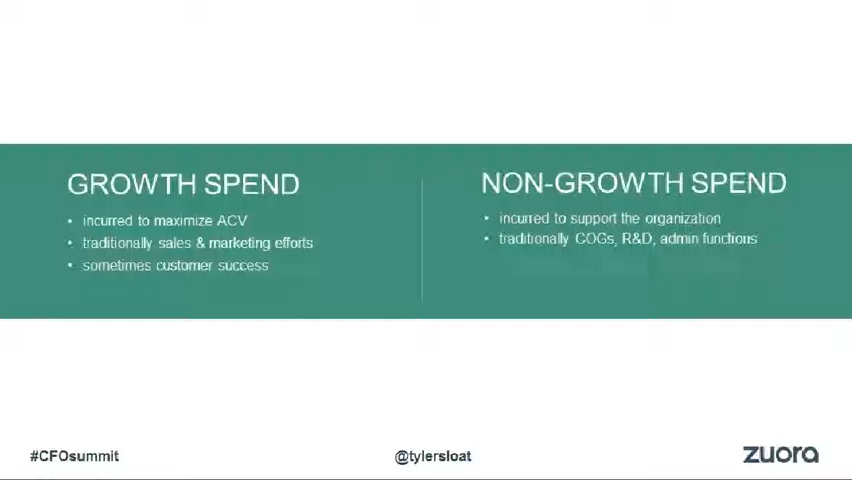 GROWTH SPEND
• incurred to maximize ACV
• traditionally sales & marketing efforts
• sometimes customer success
NON-GROWTH SPEND
• incurred to support the organization
• traditionally COGs, R&D, admin functions
#CFOsummit
@tylersloat
zuora